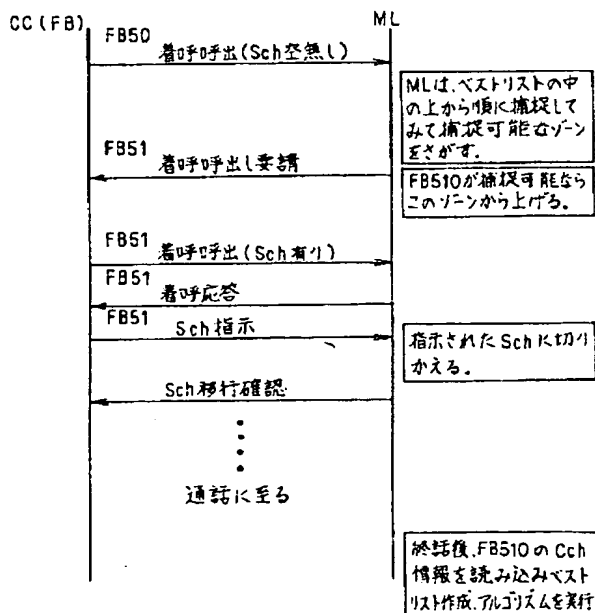 CC(FB)
ML
FB50
着呼呼出(Sch空無し)
MLは、ベストリストの中
の上から順に捕捉して
みて捕捉可能なゾーン
をさがす。
FB51
着呼呼出し要請
FB510が捕捉可能なら
このゾーンから上げる。
FB51
着呼呼出(Sch有り)
FB51
着呼応答
FB51
Sch指示
指示されたSchに切り
かえる。
Sch移行確認
通話に至る
終話後、FB510のCch
情報を読み込みベスト
リスト作成、アルゴリズムを実行